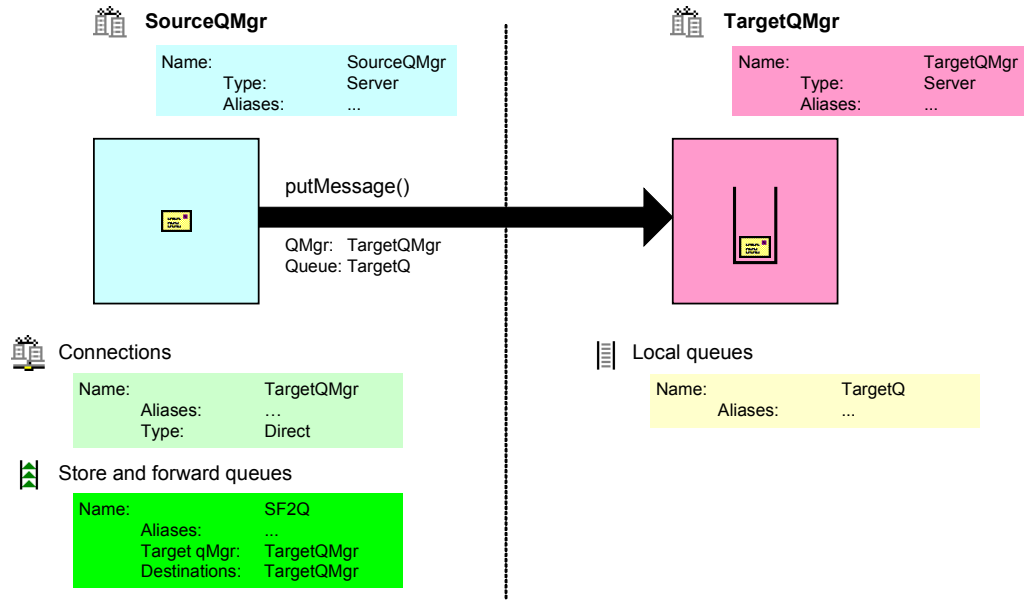 SourceQMgr
TargetQMgr
Name: SourceQMgr
Type: Server
Aliases: ...
Name: TargetQMgr
Type: Server
Aliases: ...
putMessage()
QMgr: TargetQMgr
Queue: TargetQ
Connections
Name: TargetQMgr
Aliases: ...
Type: Direct
Local queues
Name: TargetQ
Aliases: ...
Store and forward queues
Name: SF2Q
Aliases: ...
Target qMgr: TargetQMgr
Destinations: TargetQMgr